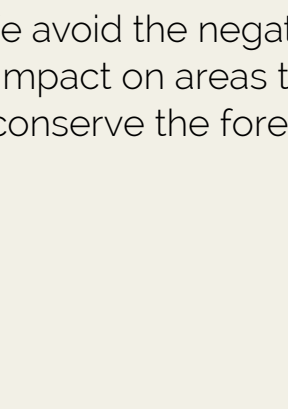 e avoid the negat
mpact on areas t
conserve the fore